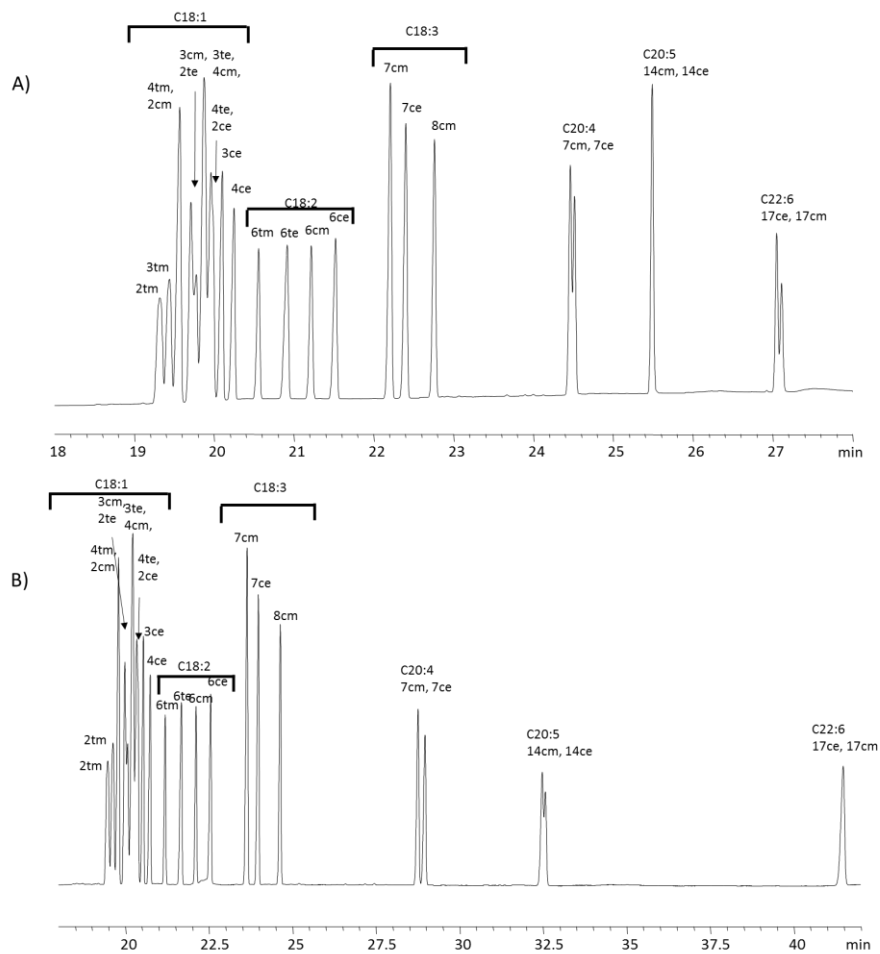 C18:1
A)
3cm,
2te
3te,
4cm,
4tm,
2cm
4te,
2ce
3ce
4ce
3tm
2tm
C18:2
6tm
6te
6cm
6ce
C18:3
7cm
7ce
8cm
C20:4
7cm, 7ce
C20:5
14cm, 14ce
C22:6
17ce, 17cm
18 19 20 21 22 23 24 25 26 27 min
C18:1
B)
3cm,
2te
3te,
4cm,
4tm,
2cm
4te,
2ce
3ce
4ce
2tm
2tm
C18:2
6tm
6te
6cm
6ce
C18:3
7cm
7ce
8cm
C20:4
7cm, 7ce
C20:5
14cm, 14ce
C22:6
17ce, 17cm
20 22.5 25 27.5 30 32.5 35 37.5 40 min